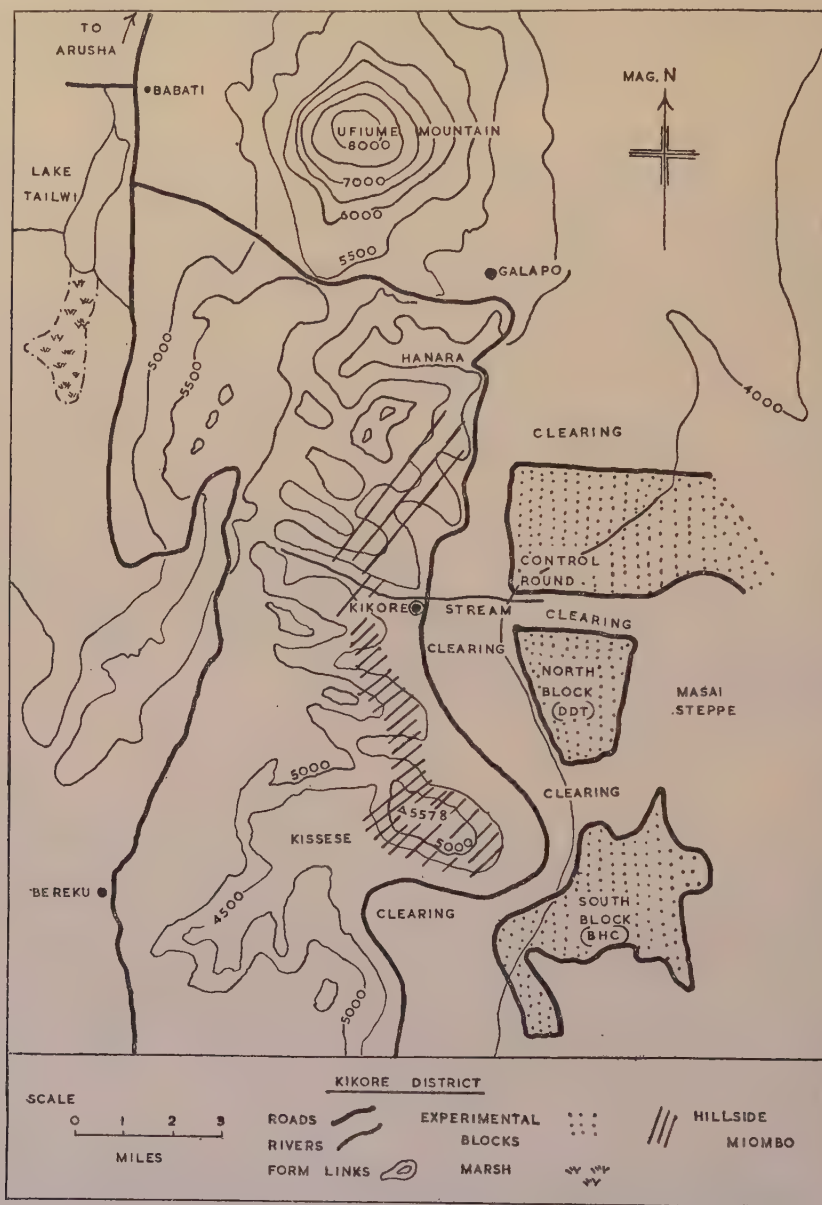 TO
ARUSHA
BABATI
MAG. N
UFIUME MOUNTAIN
8000'
7000
6000
5500
LAKE
TAILWI
GALAPO
5000
5500
HANARA
4000
CLEARING
CONTROL
ROUND
KIKORE STREAM
CLEARING
CLEARING
NORTH
BLOCK
(DDT)
MASAI
STEPPE
5000
CLEARING
5578
5000
KISSESE
BEREKU
4500
CLEARING
SOUTH
BLOCK
(BHC)
5000
KIKORE DISTRICT
SCALE
0 1 2 3
MILES
ROADS
RIVERS
FORM LINKS
EXPERIMENTAL
BLOCKS
MARSH
HILLSIDE
MIOMBO